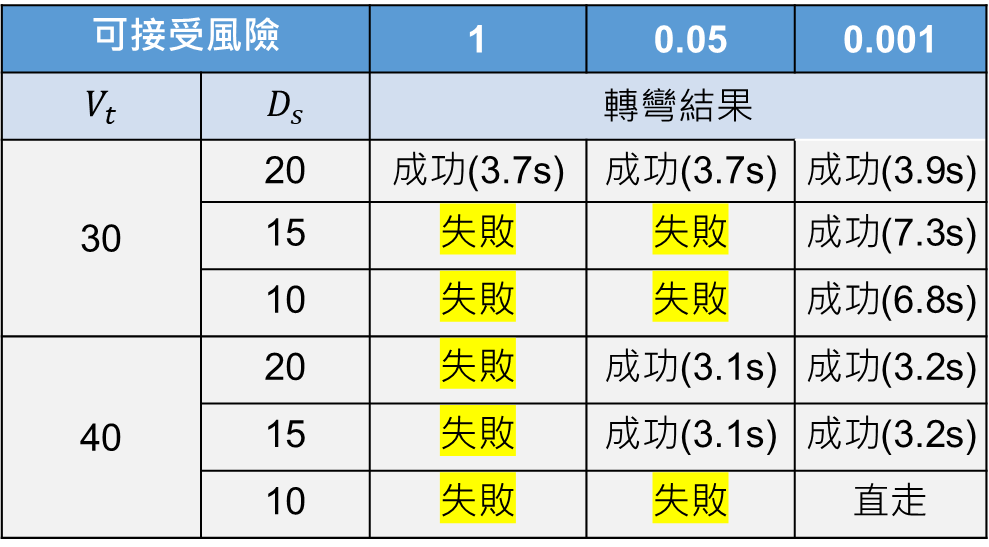 可接受風險 1 0.05 0.001
V_t D_s 轉彎結果
30 20 成功(3.7s) 成功(3.7s) 成功(3.9s)
15 失敗 失敗 成功(7.3s)
10 失敗 失敗 成功(6.8s)
40 20 失敗 成功(3.1s) 成功(3.2s)
15 失敗 成功(3.1s) 成功(3.2s)
10 失敗 失敗 直走